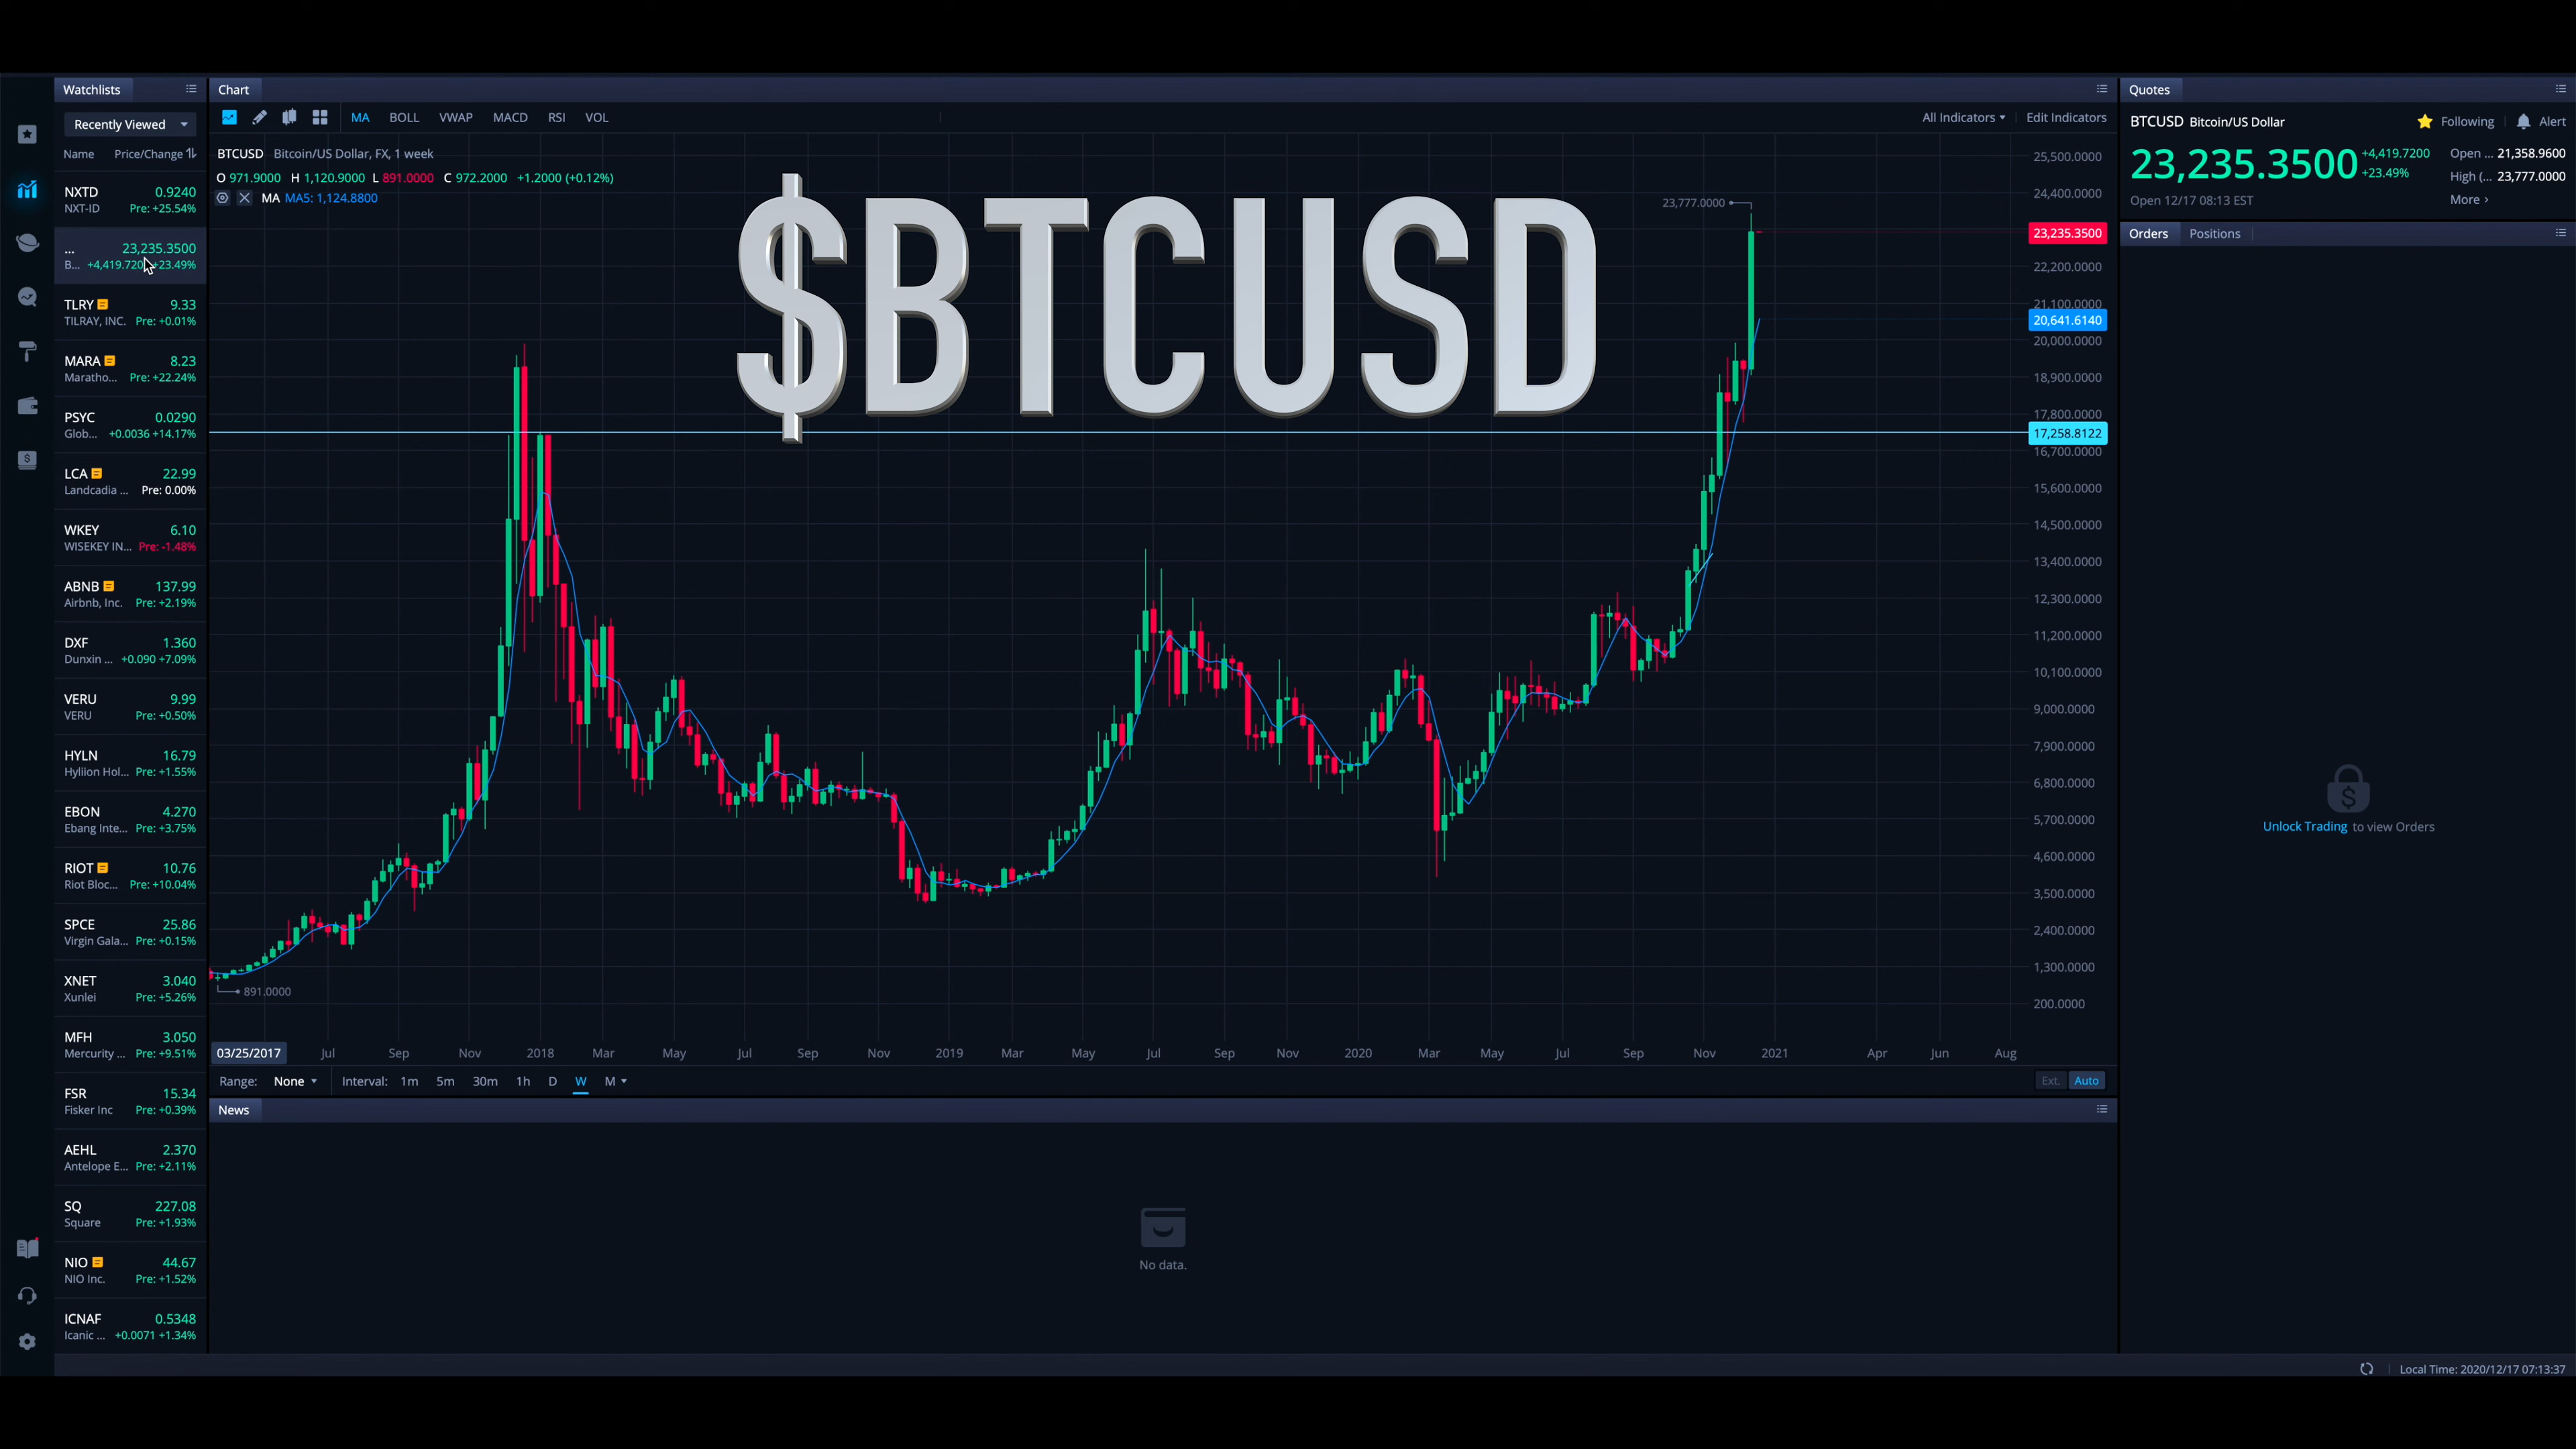 Watchlists
Recently Viewed
Name Price/Change
NXTD 0.9240
NXT-ID Pre: +25.54%
... 23,235.3500
B... +4,419.720 +23.49%
TLRY 9.33
TILRAY, INC. Pre: +0.01%
MARA 8.23
Maratho... Pre: +22.24%
PSYC 0.0290
Glob... +0.0036 +14.17%
LCA 22.99
Landcadia ... Pre: 0.00%
WKEY 6.10
WISEKEY IN... Pre: -1.48%
ABNB 137.99
Airbnb, Inc. Pre: +2.19%
DXF 1.360
Dunxin ... +0.090 +7.09%
VERU 9.99
VERU Pre: +0.50%
HYLN 16.79
Hyliion Hol... Pre: +1.55%
EBON 4.270
Ebang Inte... Pre: +3.75%
RIOT 10.76
Riot Bloc... Pre: +10.04%
SPCE 25.86
Virgin Gala... Pre: +0.15%
XNET 3.040
Xunlei Pre: +5.26%
MFH 3.050
Mercurity ... Pre: +9.51%
FSR 15.34
Fisker Inc Pre: +0.39%
AEHL 2.370
Antelope E... Pre: +2.11%
SQ 227.08
Square Pre: +1.93%
NIO 44.67
NIO Inc. Pre: +1.52%
ICNAF 0.5348
Icanic ... +0.0071 +1.34%
Chart
MA BOLL VWAP MACD RSI VOL All Indicators Edit Indicators
BTCUSD Bitcoin/US Dollar, FX, 1 week
O 971.9000 H 1,120.9000 L 891.0000 C 972.2000 +1.2000 (+0.12%)
MA MA5: 1,124.8800
$BTCUSD
23,777.0000
891.0000
25,500.0000
24,400.0000
23,235.3500
22,200.0000
21,100.0000
20,641.6140
20,000.0000
18,900.0000
17,800.0000
17,258.8122
16,700.0000
15,600.0000
14,500.0000
13,400.0000
12,300.0000
11,200.0000
10,100.0000
9,000.0000
7,900.0000
6,800.0000
5,700.0000
4,600.0000
3,500.0000
2,400.0000
1,300.0000
200.0000
03/25/2017 Jul Sep Nov 2018 Mar May Jul Sep Nov 2019 Mar May Jul Sep Nov 2020 Mar May Jul Sep Nov 2021 Apr Jun Aug
Range: None Interval: 1m 5m 30m 1h D W M Ext. Auto
News
No data.
Quotes
BTCUSD Bitcoin/US Dollar Following Alert
23,235.3500 +4,419.7200 +23.49%
Open ... 21,358.9600
High (... 23,777.0000
Open 12/17 08:13 EST More ›
Orders Positions
$
Unlock Trading to view Orders
Local Time: 2020/12/17 07:13:37